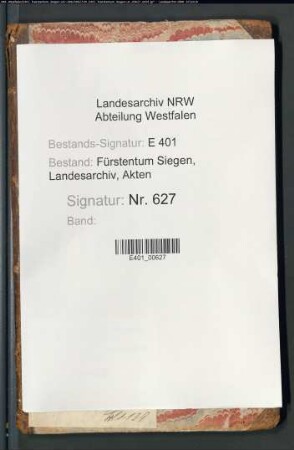 Landesarchiv NRW
Abteilung Westfalen
Bestands-Signatur: E 401
Bestand: Fürstentum Siegen,
Landesarchiv, Akten
Signatur: Nr. 627
Band:
E401_00627